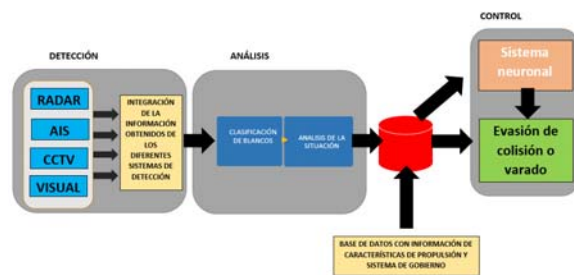 DETECCIÓN
RADAR
AIS
CCTV
VISUAL
INTEGRACIÓN
DE LA
INFORMACIÓN
OBTENIDOS DE
LOS
DIFERENTES
SISTEMAS DE
DETECCIÓN
ANÁLISIS
CLASIFICACIÓN
DE BLANCOS
ANALISIS DE LA
SITUACIÓN
BASE DE DATOS CON INFORMACIÓN DE
CARACTERÍSTICAS DE PROPULSIÓN Y
SISTEMA DE GOBIERNO
CONTROL
Sistema
neuronal
Evasión de
colisión o
varado